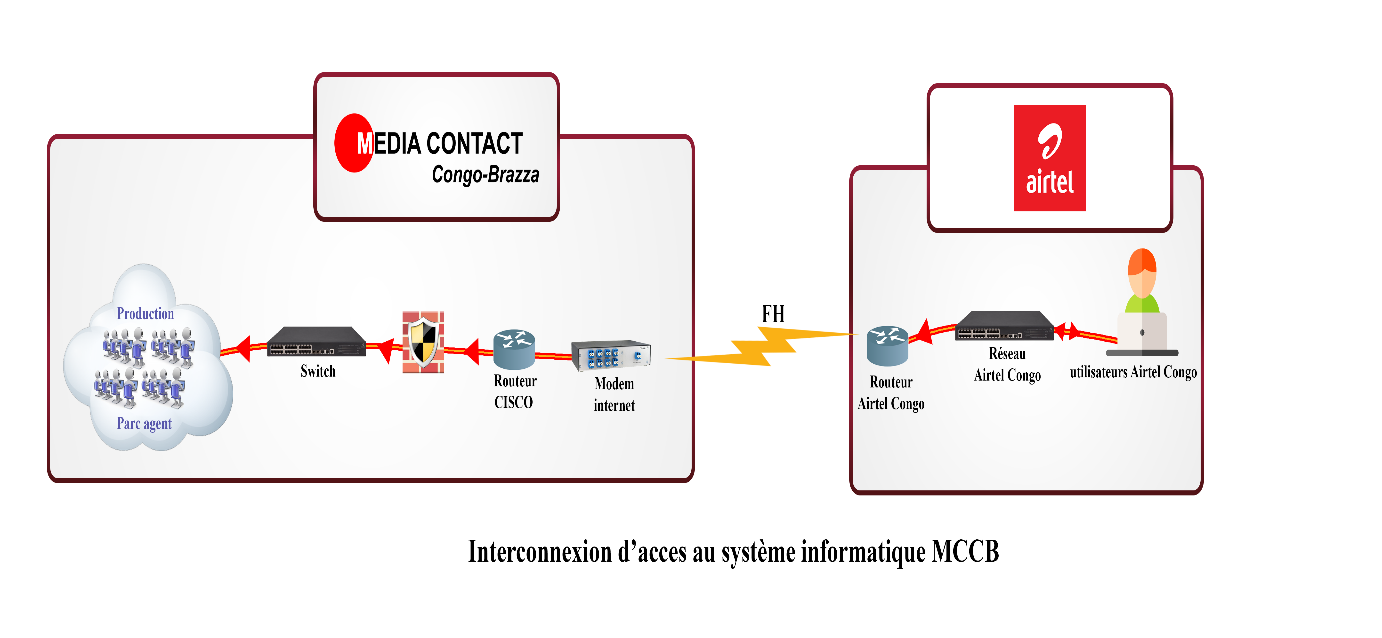 MEDIA CONTACT
Congo-Brazza
airtel
Production
Parc agent
Switch
Routeur
CISCO
Modem
internet
FH
Routeur
Airtel Congo
Réseau
Airtel Congo
utilisateurs Airtel Congo
Interconnexion d’acces au système informatique MCCB